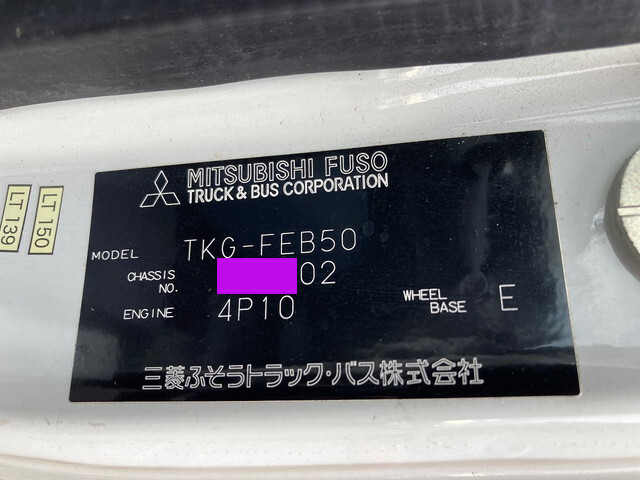 MITSUBISHI FUSO
TRUCK & BUS CORPORATION
MODEL TKG-FEB50
CHASSIS NO. 02
ENGINE 4P10
WHEEL BASE E
三菱ふそうトラック・バス株式会社
LT 150
LT 139